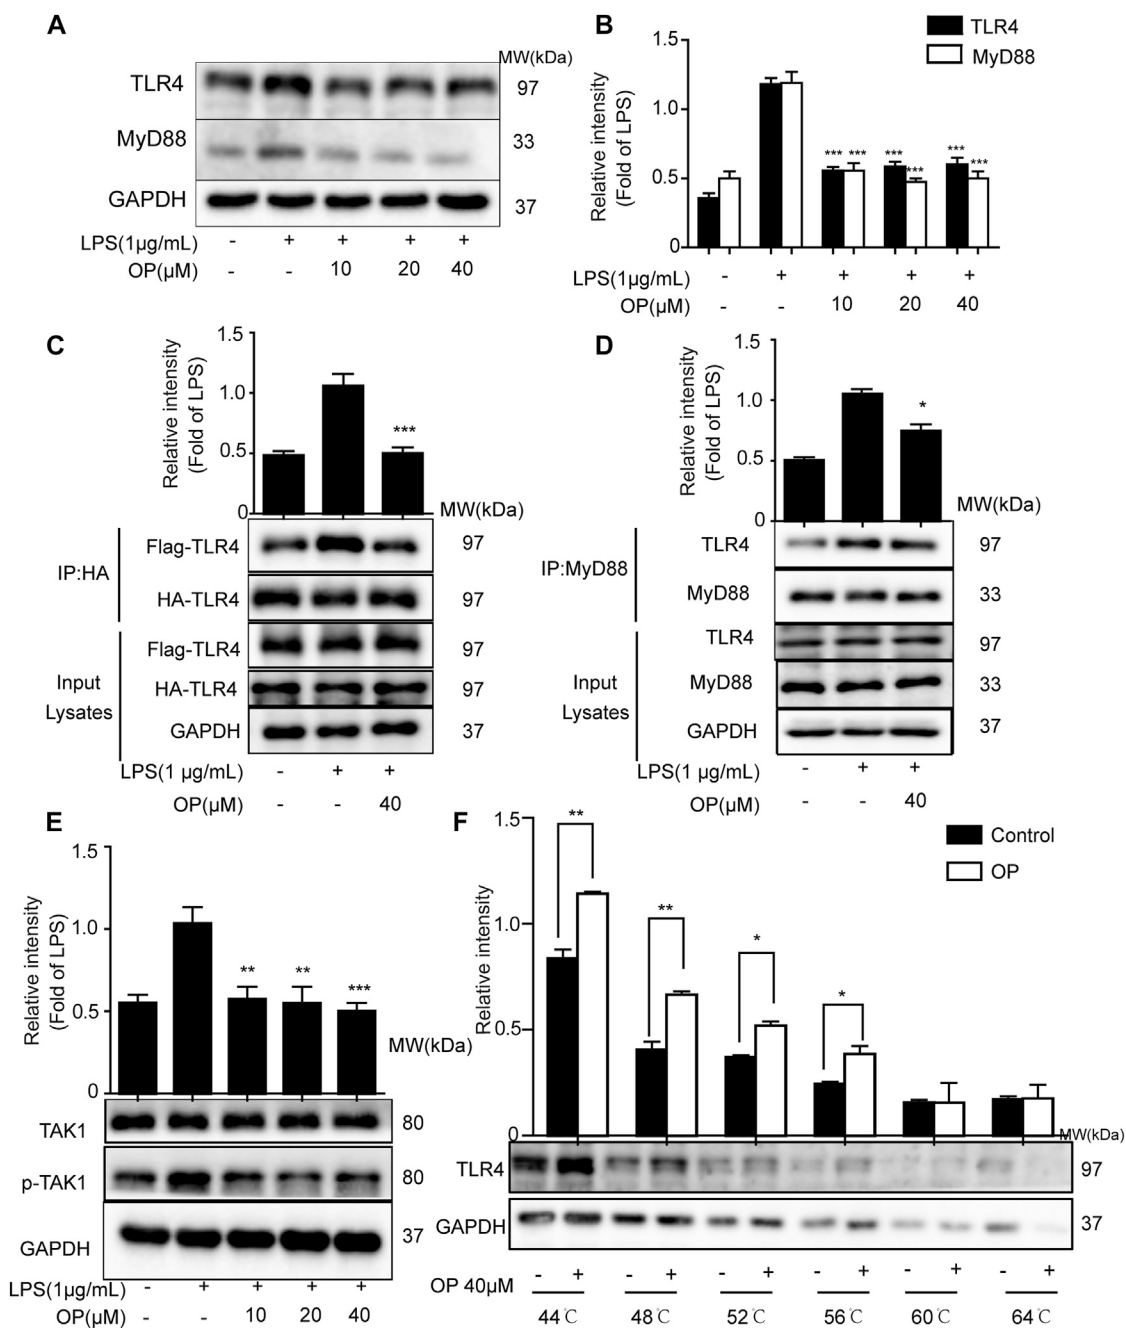 A
MW(kDa)
TLR4
97
MyD88
33
GAPDH
37
LPS(1µg/mL) - + + + +
OP(µM) - - 10 20 40
B
TLR4
MyD88
Relative intensity
(Fold of LPS)
1.5
1.0
0.5
0
*** *** *** *** *** ***
LPS(1µg/mL) - + + + +
OP(µM) - - 10 20 40
C
Relative intensity
(Fold of LPS)
1.5
1.0
0.5
0
***
MW(kDa)
IP:HA
Flag-TLR4 97
HA-TLR4 97
Input
Lysates
Flag-TLR4 97
HA-TLR4 97
GAPDH 37
LPS(1 µg/mL) - + +
OP(µM) - - 40
D
Relative intensity
(Fold of LPS)
1.5
1.0
0.5
0
*
MW(kDa)
IP:MyD88
TLR4 97
MyD88 33
Input
Lysates
TLR4 97
MyD88 33
GAPDH 37
LPS(1 µg/mL) - + +
OP(µM) - - 40
E
Relative intensity
(Fold of LPS)
1.5
1.0
0.5
0
** ** ***
MW(kDa)
TAK1 80
p-TAK1 80
GAPDH 37
LPS(1µg/mL) - + + + +
OP(µM) - - 10 20 40
F
Control
OP
Relative intensity
1.5
1.0
0.5
0
** ** * *
MW(kDa)
TLR4 97
GAPDH 37
OP 40µM - + - + - + - + - + - +
44℃ 48℃ 52℃ 56℃ 60℃ 64℃